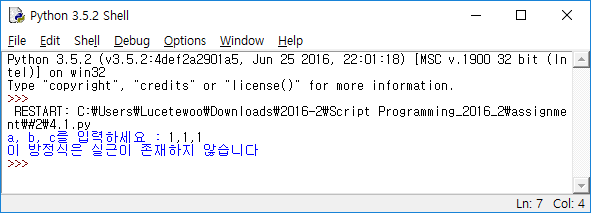 Python 3.5.2 Shell
File Edit Shell Debug Options Window Help
Python 3.5.2 (v3.5.2:4def2a2901a5, Jun 25 2016, 22:01:18) [MSC v.1900 32 bit (In
tel)] on win32
Type "copyright", "credits" or "license()" for more information.
>>>
RESTART: C:₩Users₩Lucetewoo₩Downloads₩2016-2₩Script Programming_2016_2₩assignme
nt₩#2₩4.1.py
a, b, c를 입력하세요 : 1,1,1
이 방정식은 실근이 존재하지 않습니다
>>>
Ln: 7 Col: 4